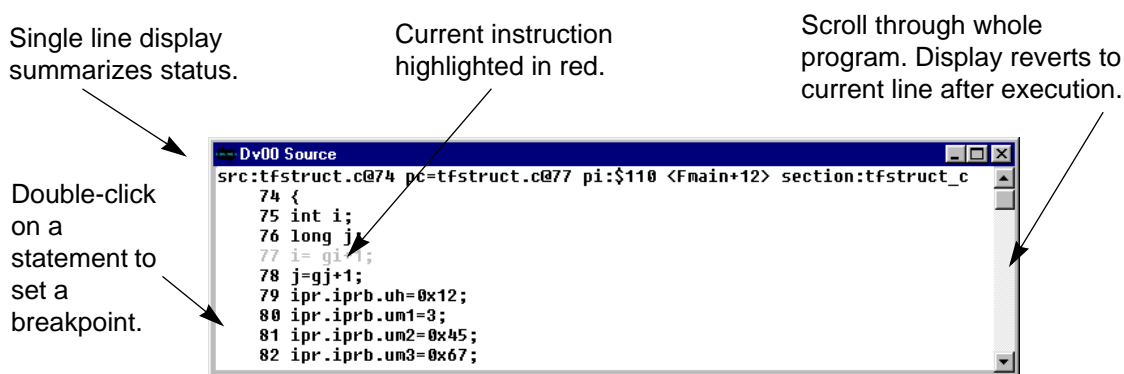 Single line display
summarizes status.
Current instruction
highlighted in red.
Scroll through whole
program. Display reverts to
current line after execution.
Double-click
on a
statement to
set a
breakpoint.
Dv00 Source
src:tfstruct.c@74 pc=tfstruct.c@77 pi:$110 <Fmain+12> section:tfstruct_c
74 {
75 int i;
76 long j;
77 i= gi+1;
78 j=gj+1;
79 ipr.iprb.uh=0x12;
80 ipr.iprb.um1=3;
81 ipr.iprb.um2=0x45;
82 ipr.iprb.um3=0x67;